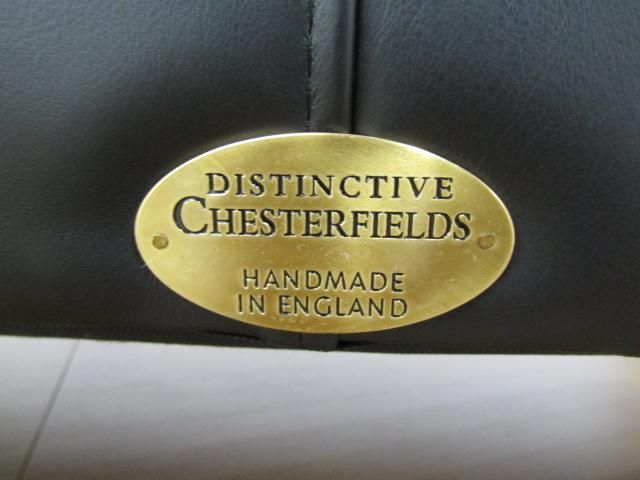 DISTINCTIVE
CHESTERFIELDS
HANDMADE
IN ENGLAND